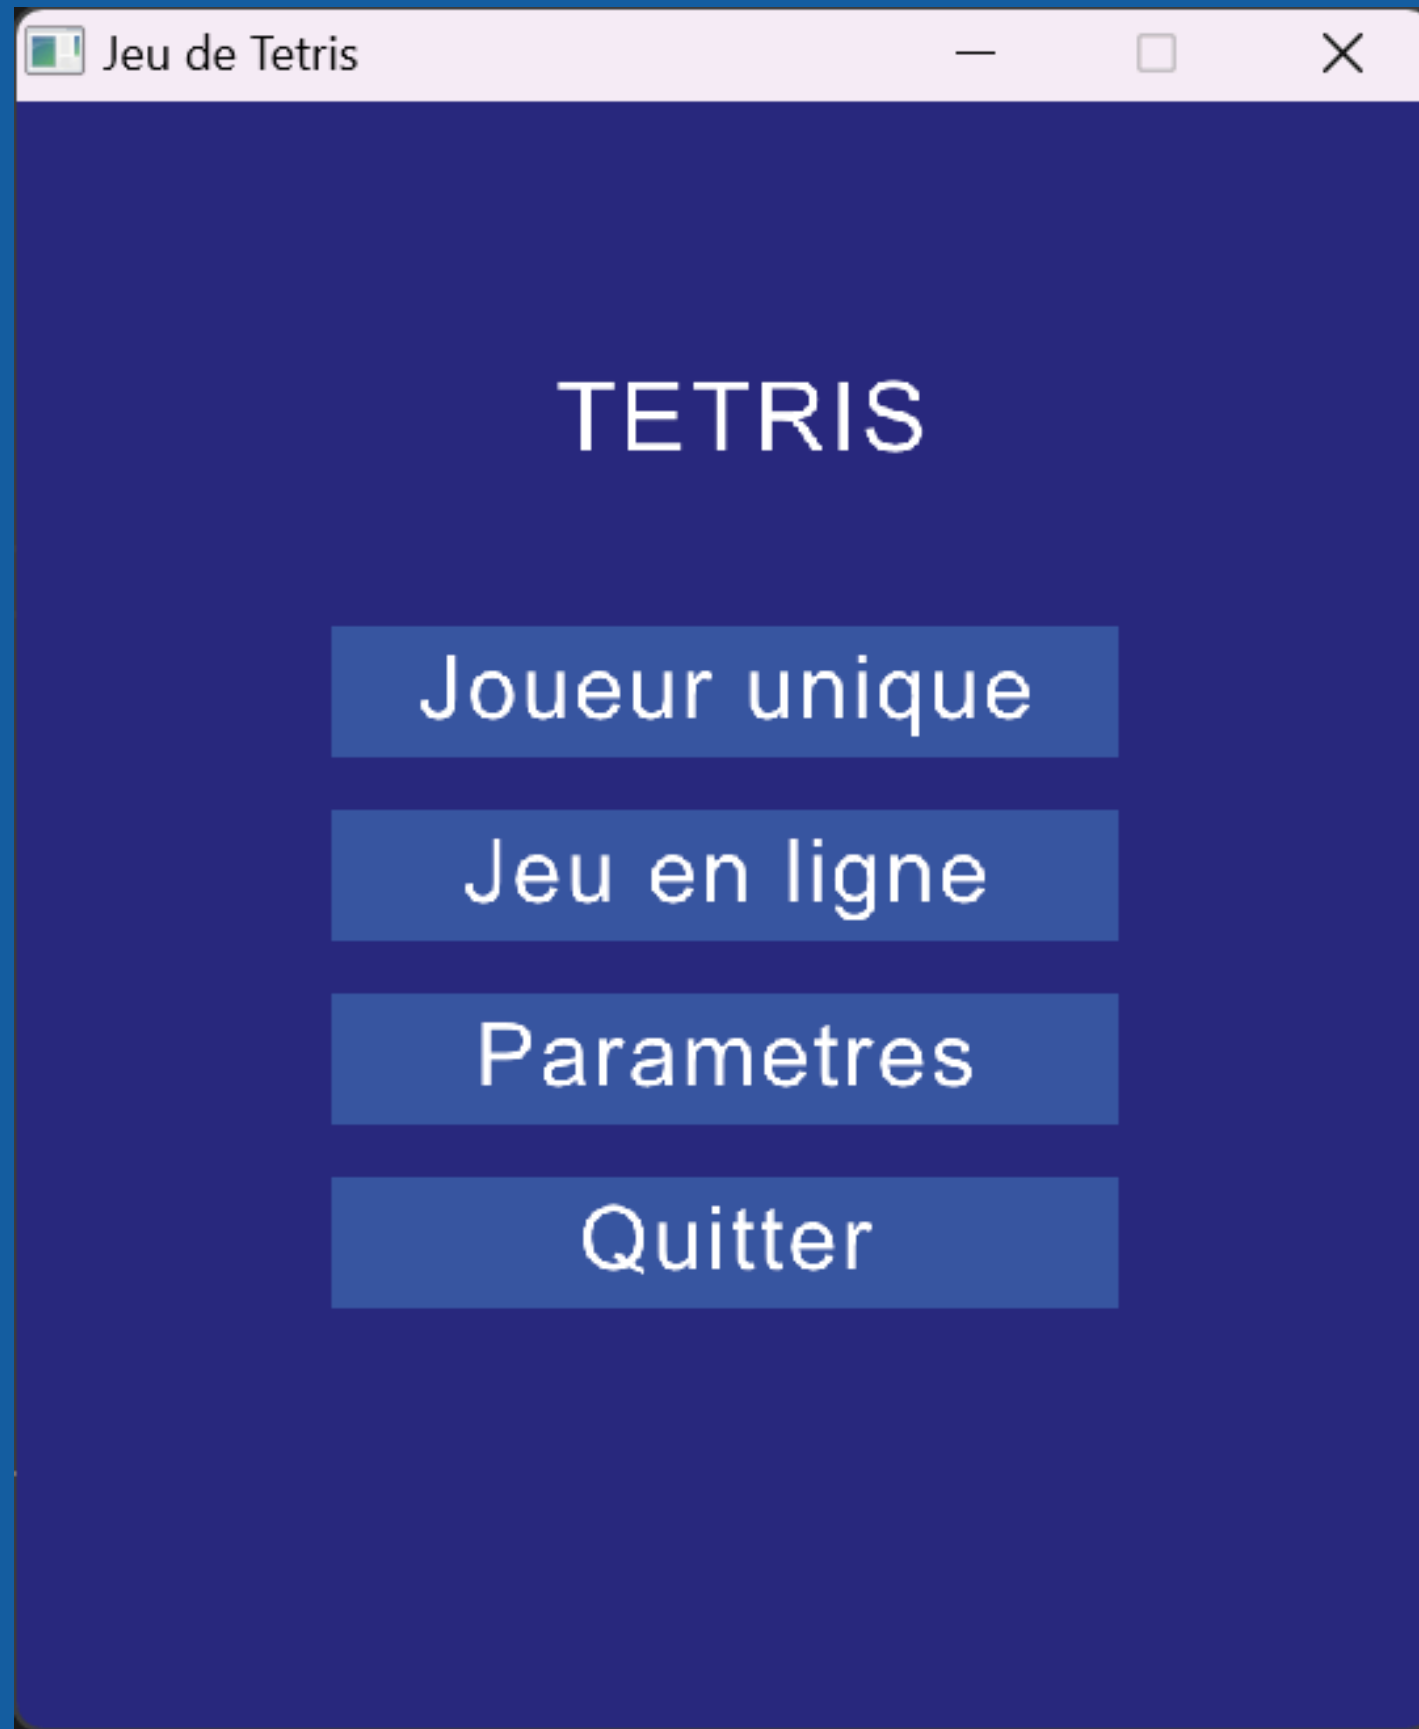 Jeu de Tetris
TETRIS
Joueur unique
Jeu en ligne
Parametres
Quitter